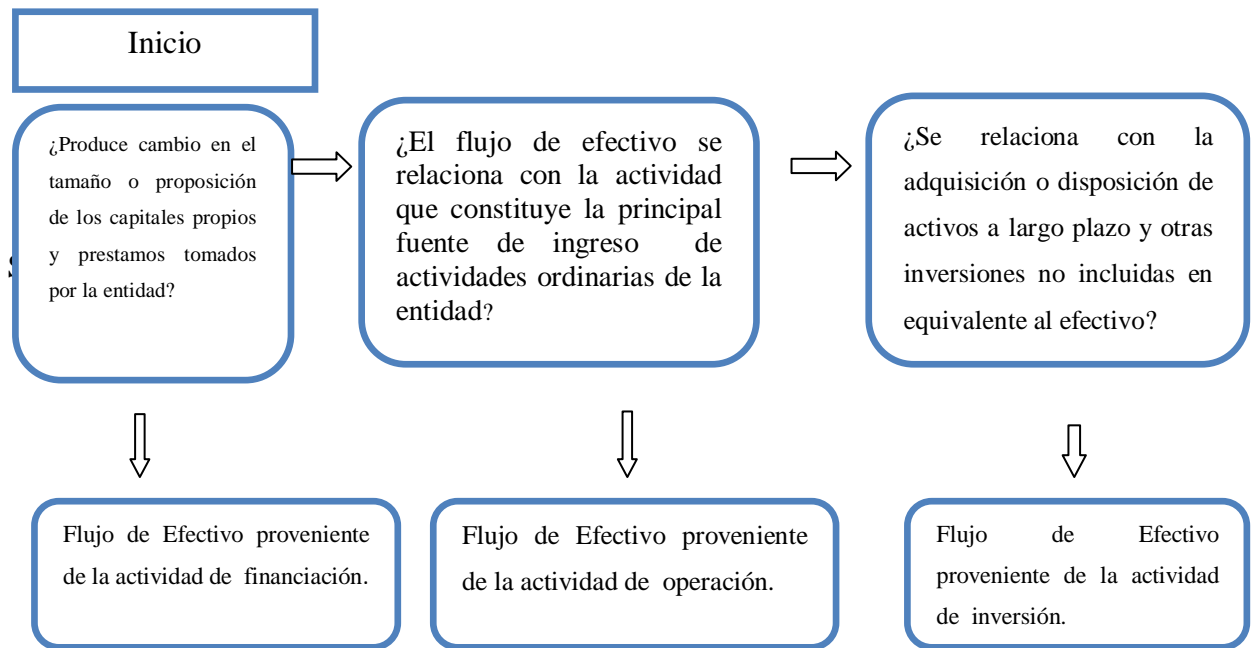 Inicio
¿Produce cambio en el
tamaño o proposición
de los capitales propios
y prestamos tomados
por la entidad?
¿El flujo de efectivo se
relaciona con la actividad
que constituye la principal
fuente de ingreso de
actividades ordinarias de la
entidad?
¿Se relaciona con la
adquisición o disposición de
activos a largo plazo y otras
inversiones no incluidas en
equivalente al efectivo?
Flujo de Efectivo proveniente
de la actividad de financiación.
Flujo de Efectivo proveniente
de la actividad de operación.
Flujo de Efectivo
proveniente de la actividad
de inversión.